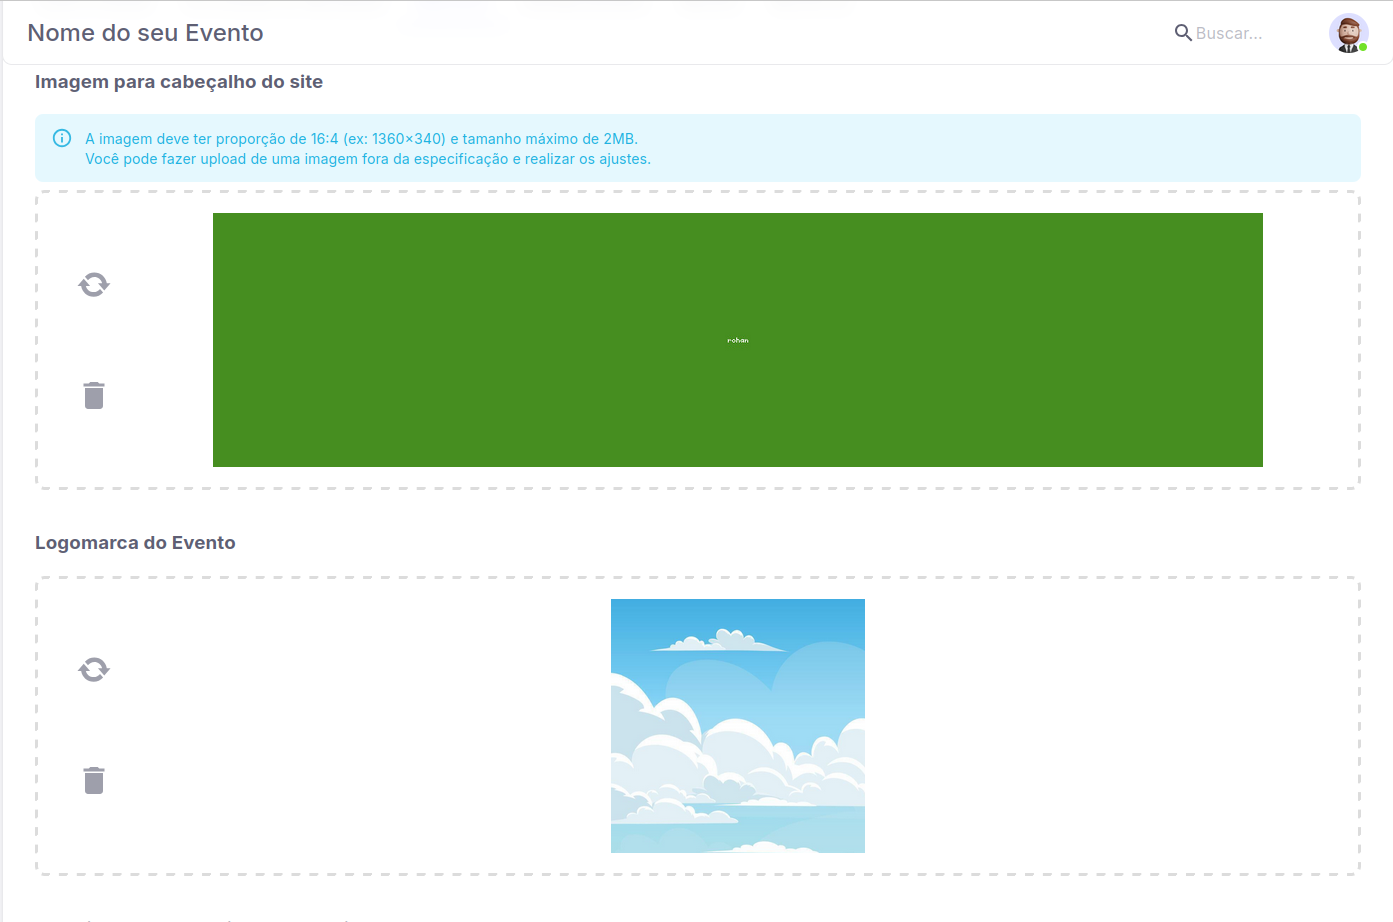 Nome do seu Evento
Buscar...
Imagem para cabeçalho do site
A imagem deve ter proporção de 16:4 (ex: 1360×340) e tamanho máximo de 2MB.
Você pode fazer upload de uma imagem fora da especificação e realizar os ajustes.
rohan
Logomarca do Evento